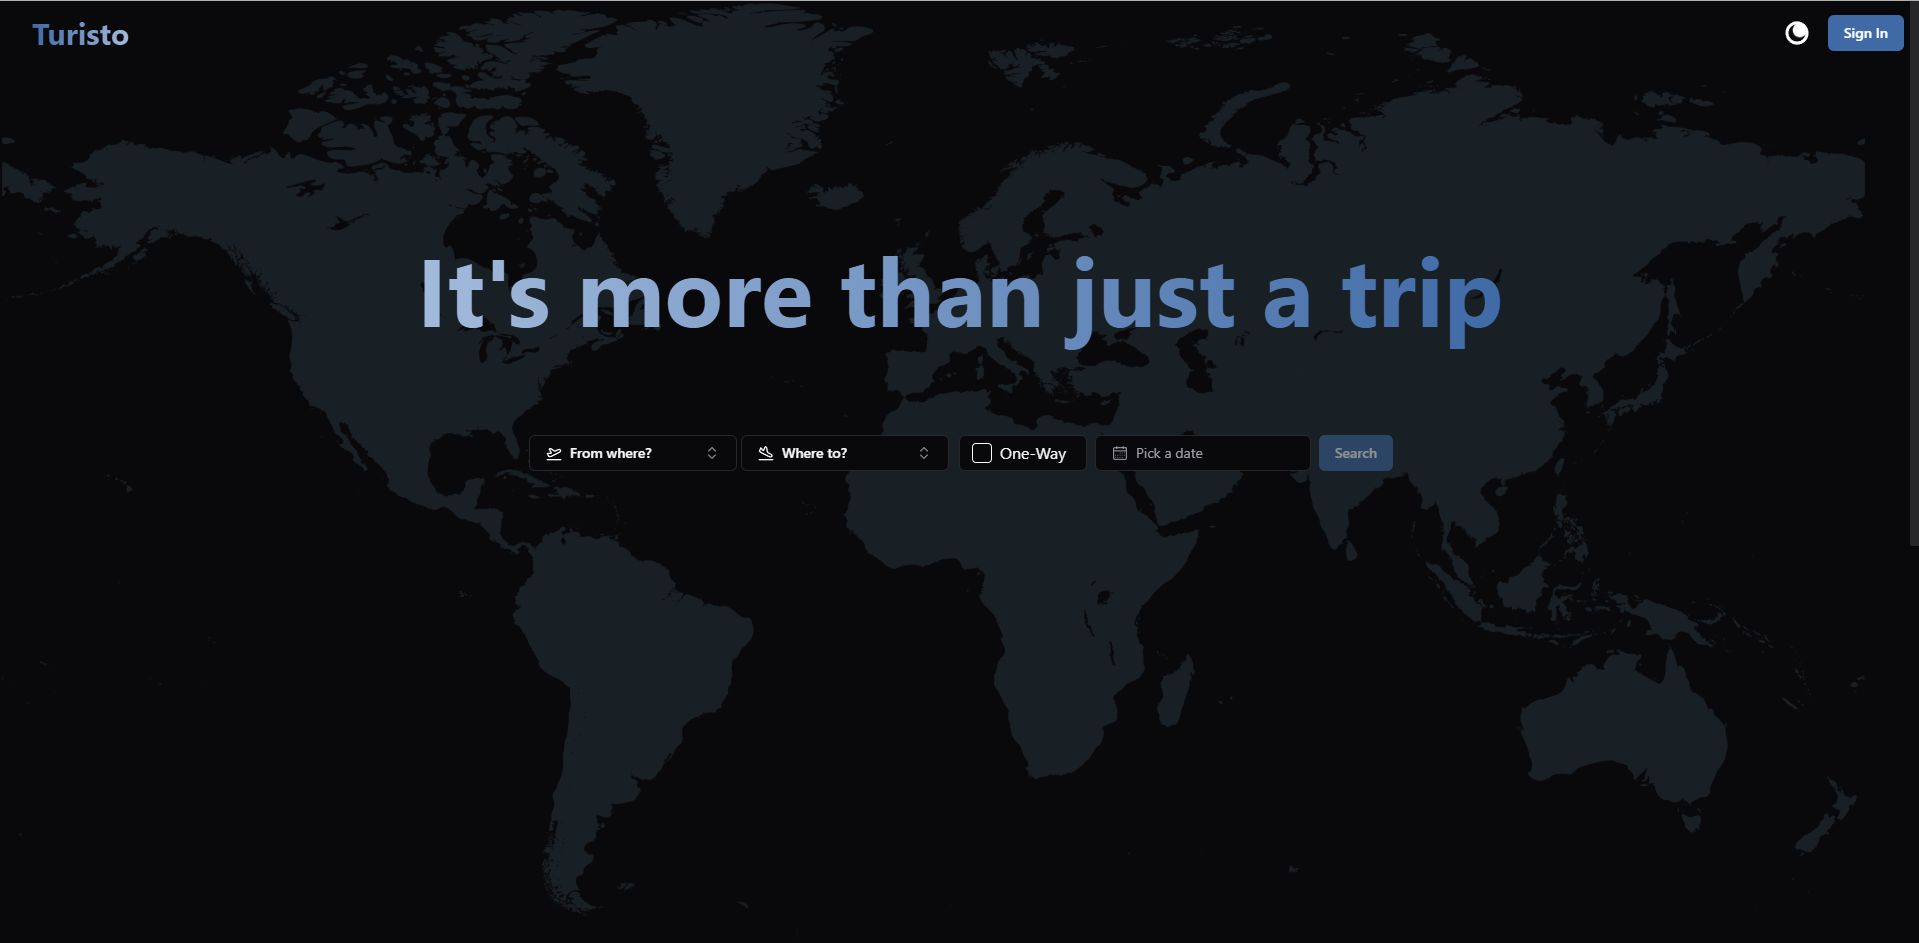 Turisto
Sign In
It's more than just a trip
From where?
Where to?
One-Way
Pick a date
Search